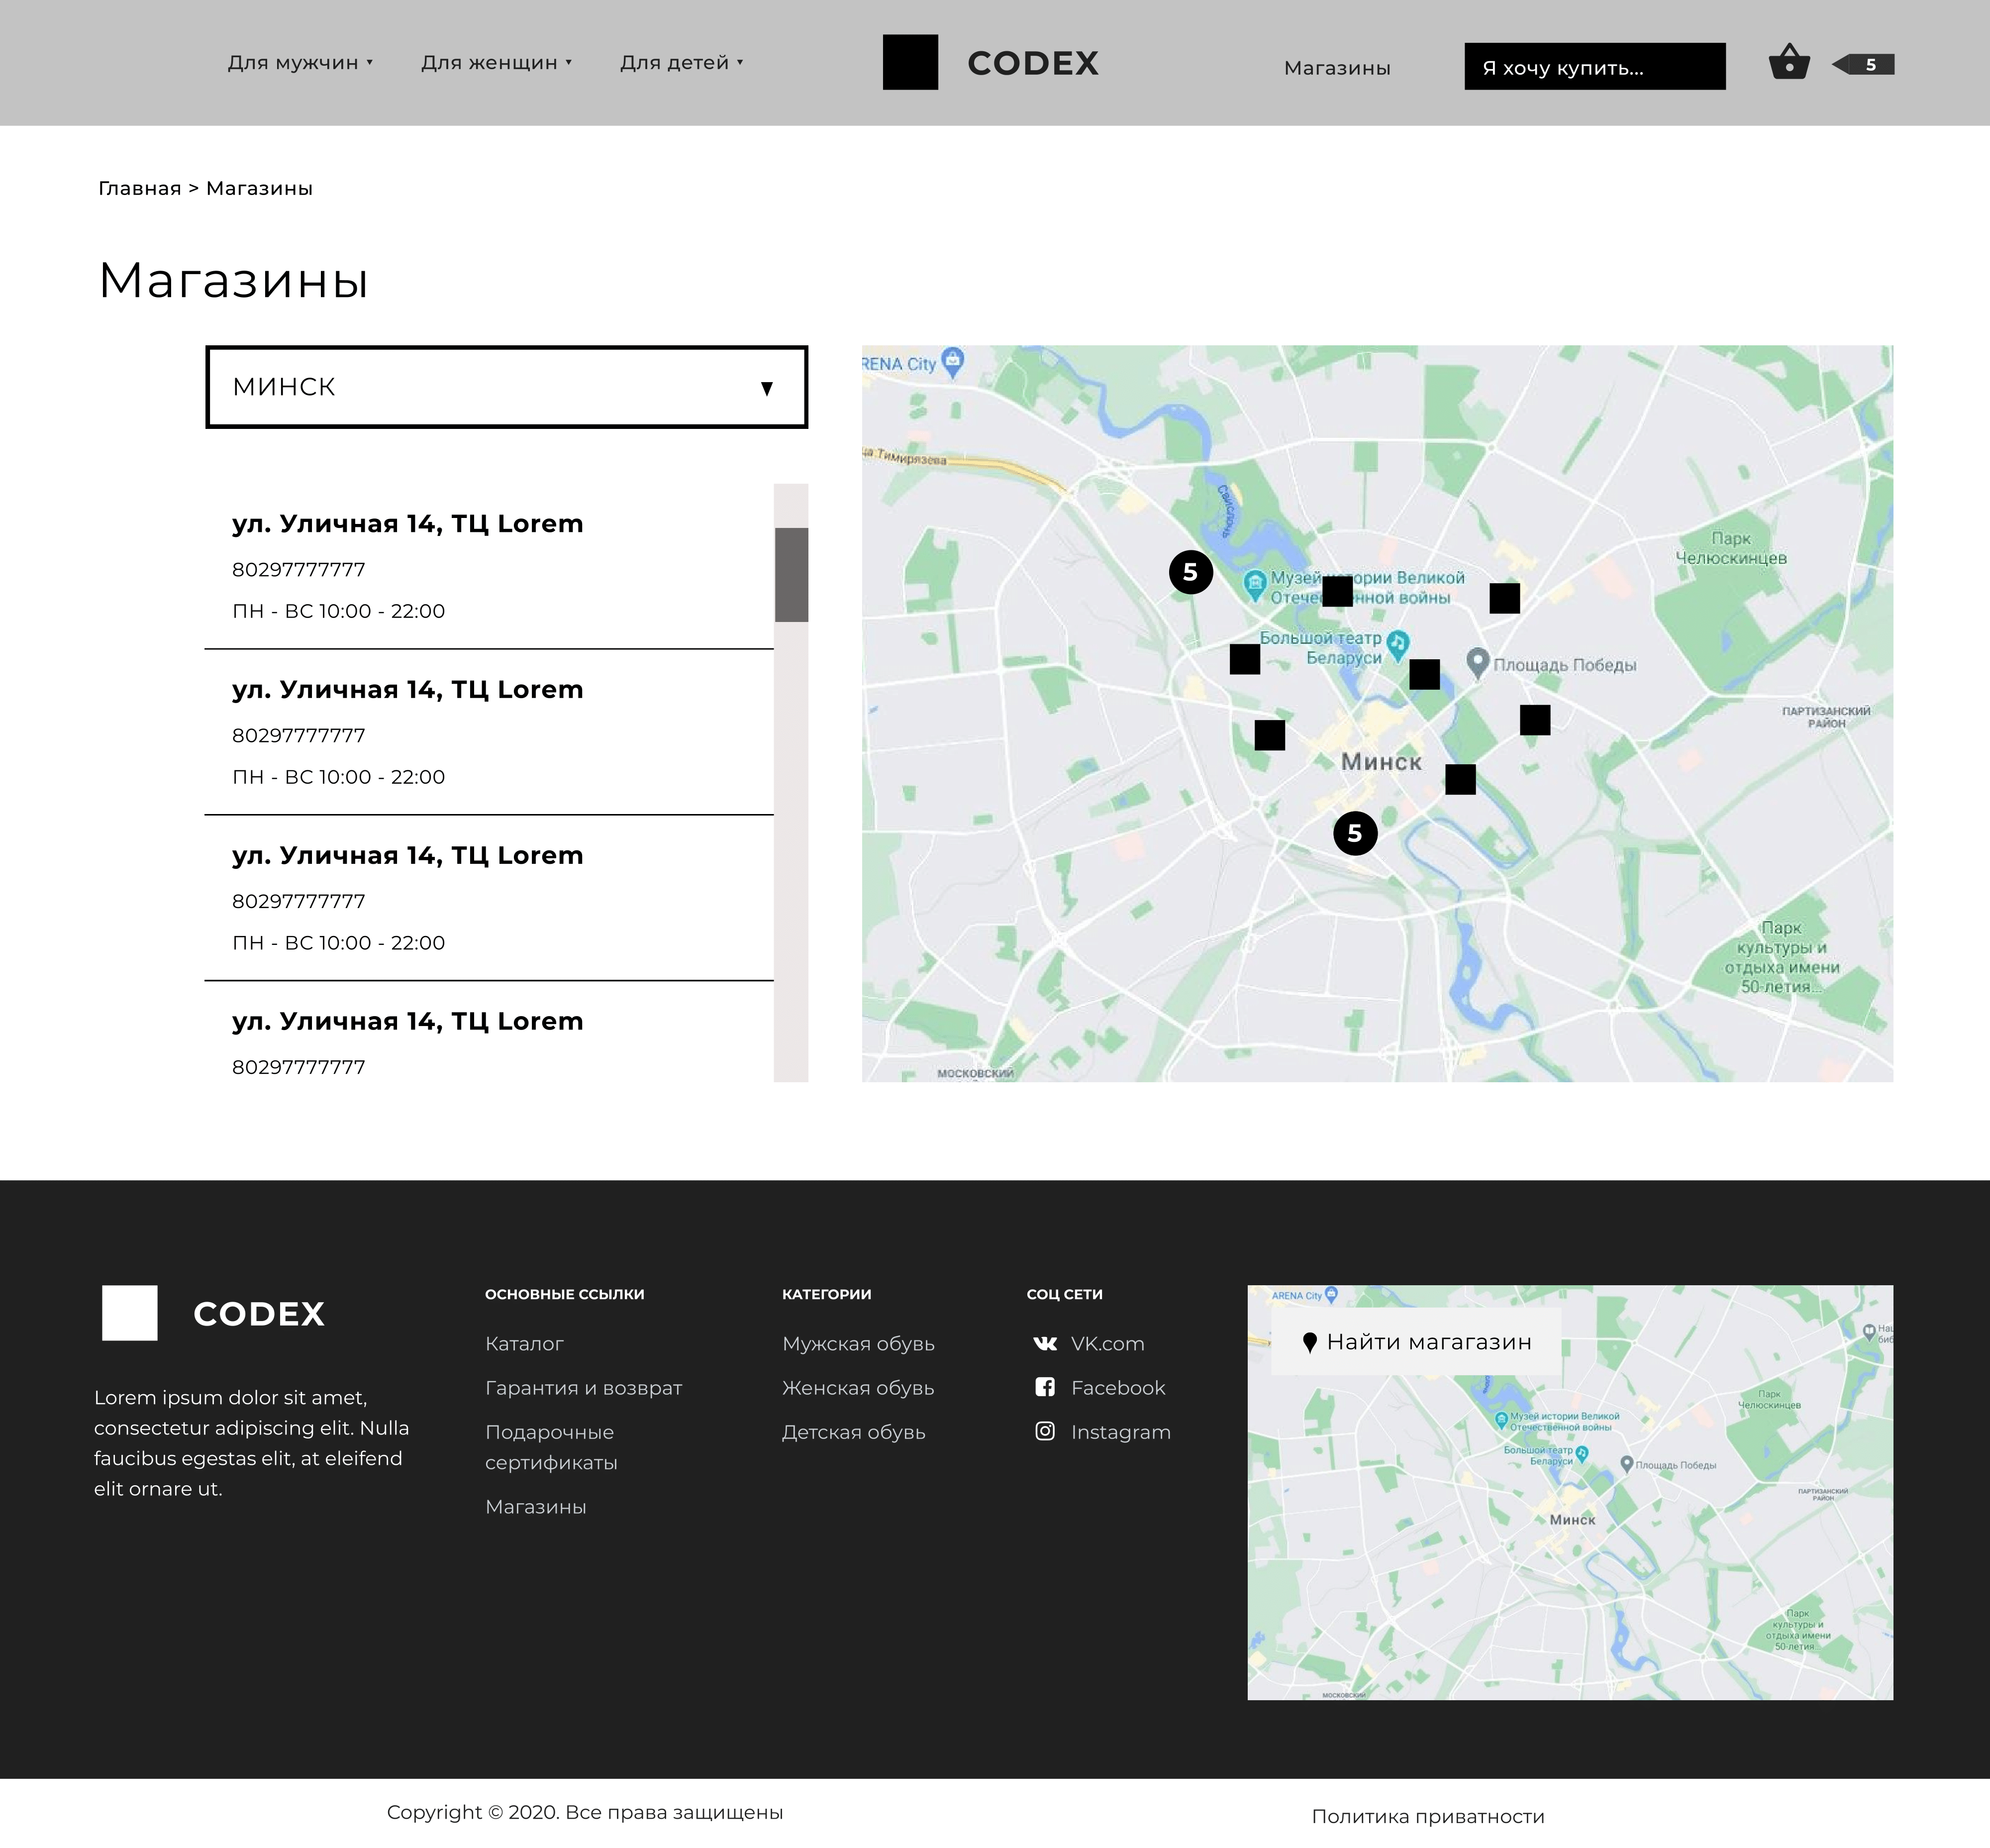 Для мужчин ▼ Для женщин ▼ Для детей ▼ CODEX Магазины Я хочу купить... 5
Главная > Магазины
Магазины
МИНСК ▼
ул. Уличная 14, ТЦ Lorem
80297777777
ПН - ВС 10:00 - 22:00
ул. Уличная 14, ТЦ Lorem
80297777777
ПН - ВС 10:00 - 22:00
ул. Уличная 14, ТЦ Lorem
80297777777
ПН - ВС 10:00 - 22:00
ул. Уличная 14, ТЦ Lorem
80297777777
RENA City
ца Тимирязева
Свислочь
Парк
Челюскинцев
5
Музей истории Великой
Отечественной войны
Большой театр
Беларуси
Площадь Победы
ПАРТИЗАНСКИЙ
РАЙОН
Минск
5
Парк
культуры и
отдыха имени
50-летия...
МОСКОВСКИЙ
CODEX
Lorem ipsum dolor sit amet,
consectetur adipiscing elit. Nulla
faucibus egestas elit, at eleifend
elit ornare ut.
ОСНОВНЫЕ ССЫЛКИ
Каталог
Гарантия и возврат
Подарочные
сертификаты
Магазины
КАТЕГОРИИ
Мужская обувь
Женская обувь
Детская обувь
СОЦ СЕТИ
VK.com
Facebook
Instagram
ARENA City
Найти магагазин
Нац
биб
Парк
Челюскинцев
Музей истории Великой
Отечественной войны
Большой театр
Беларуси
Площадь Победы
ПАРТИЗАНСКИЙ
РАЙОН
Минск
Парк
культуры и
отдыха имени
50-летия
МОСКОВСКИЙ
Copyright © 2020. Все права защищены
Политика приватности